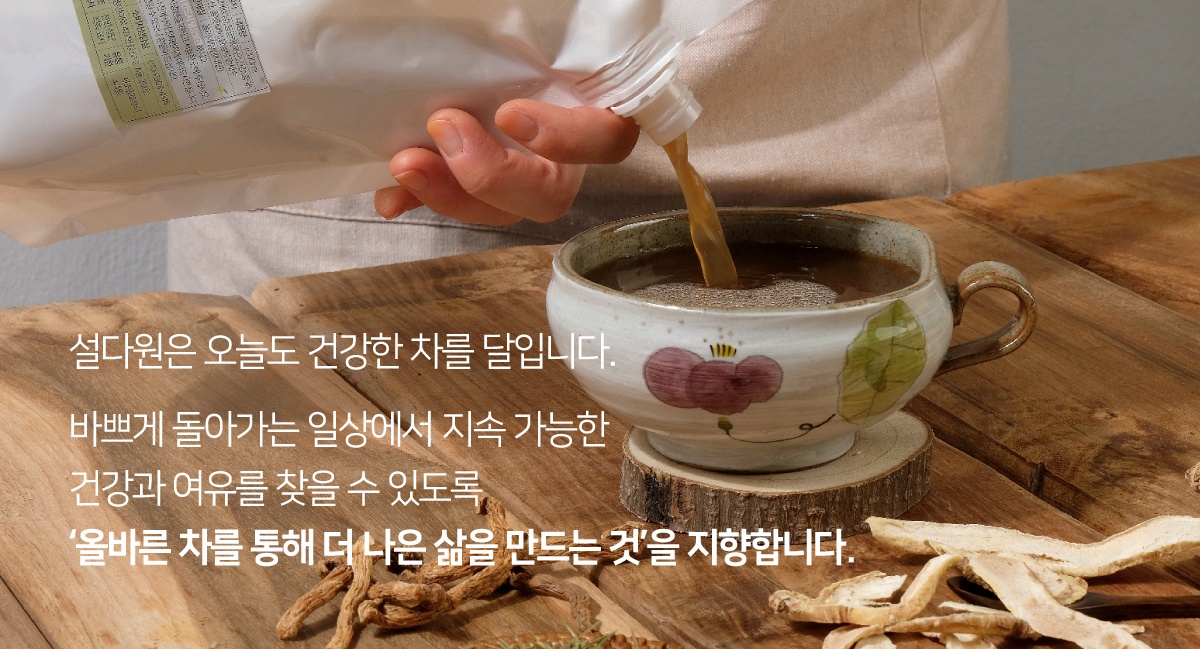 설다원은 오늘도 건강한 차를 달입니다.
바쁘게 돌아가는 일상에서 지속 가능한
건강과 여유를 찾을 수 있도록
‘올바른 차를 통해 더 나은 삶을 만드는 것’을 지향합니다.